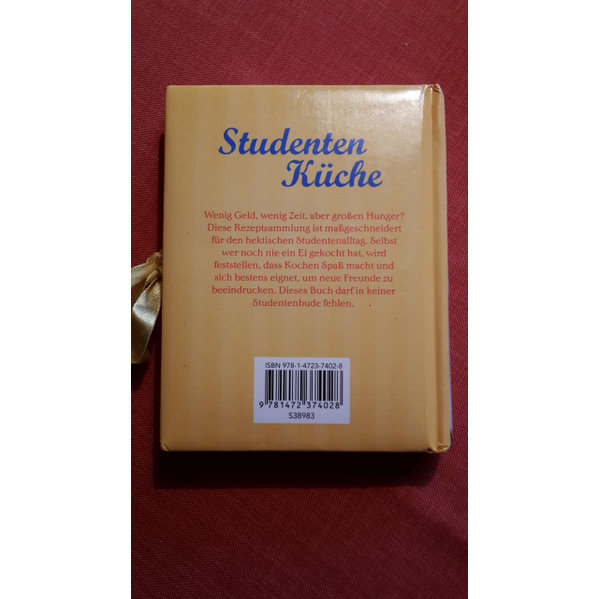 Studenten
Küche
Wenig Geld, wenig Zeit, aber großen Hunger?
Diese Rezeptsammlung ist maßgeschneidert
für den hektischen Studentenalltag. Selbst
wer noch nie ein Ei gekocht hat, wird
feststellen, dass Kochen Spaß macht und
sich bestens eignet, um neue Freunde zu
beeindrucken. Dieses Buch darf in keiner
Studentenbude fehlen.
ISBN 978-1-4723-7402-8
9 781472 374028
S38983